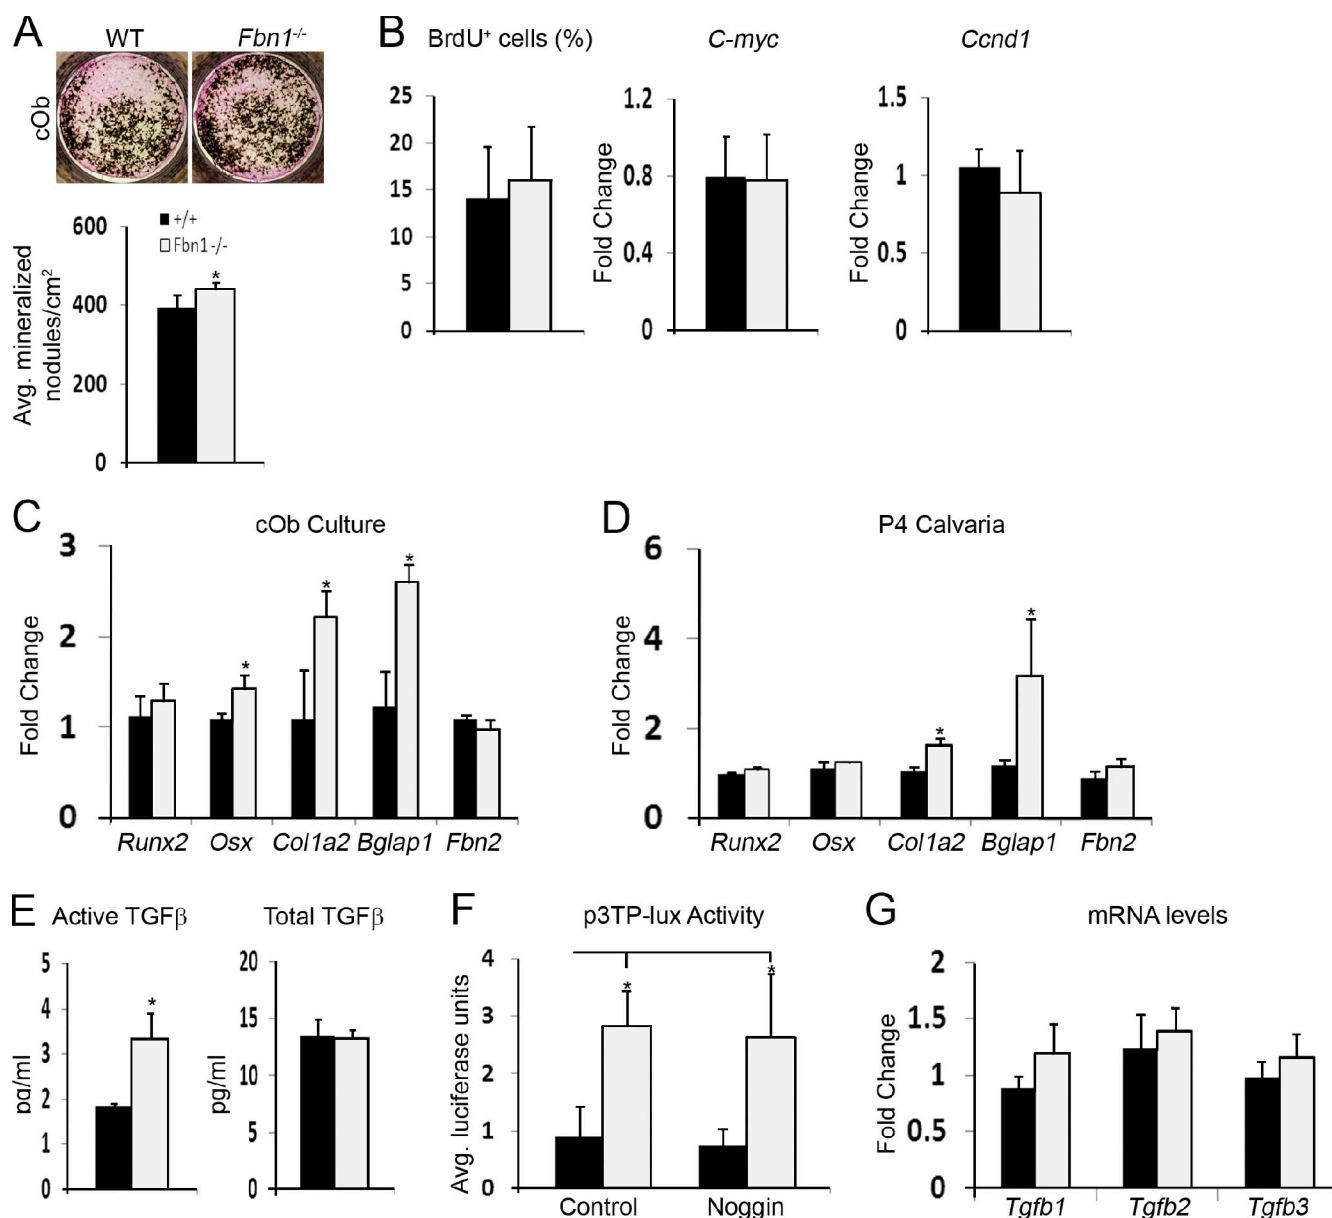 A
WT
Fbn1-/-
cOb
+/+
Fbn1-/-
600
400
200
0
*
Avg. mineralized
nodules/cm²
B
BrdU⁺ cells (%)
25
20
15
10
5
0
C-myc
Fold Change
1.2
0.8
0.4
0
Ccnd1
Fold Change
1.5
1
0.5
0
C
cOb Culture
Fold Change
3
2
1
0
*
*
*
Runx2 Osx Col1a2 Bglap1 Fbn2
D
P4 Calvaria
Fold Change
6
4
2
0
*
*
Runx2 Osx Col1a2 Bglap1 Fbn2
E
Active TGFβ
pg/ml
5
4
3
2
1
0
*
Total TGFβ
pg/ml
20
15
10
5
0
F
p3TP-lux Activity
Avg. luciferase units
4
3
2
1
0
*
*
Control Noggin
G
mRNA levels
Fold Change
2
1.5
1
0.5
0
Tgfb1 Tgfb2 Tgfb3